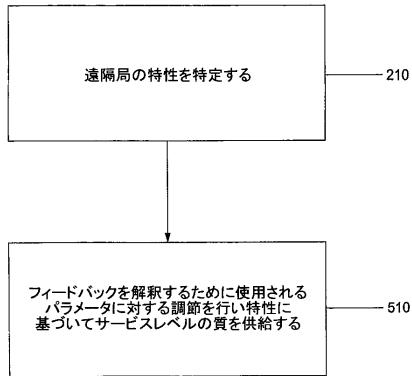 遠隔局の特性を特定する
210
フィードバックを解釈するために使用される
パラメータに対する調節を行い特性に
基づいてサービスレベルの質を供給する
510